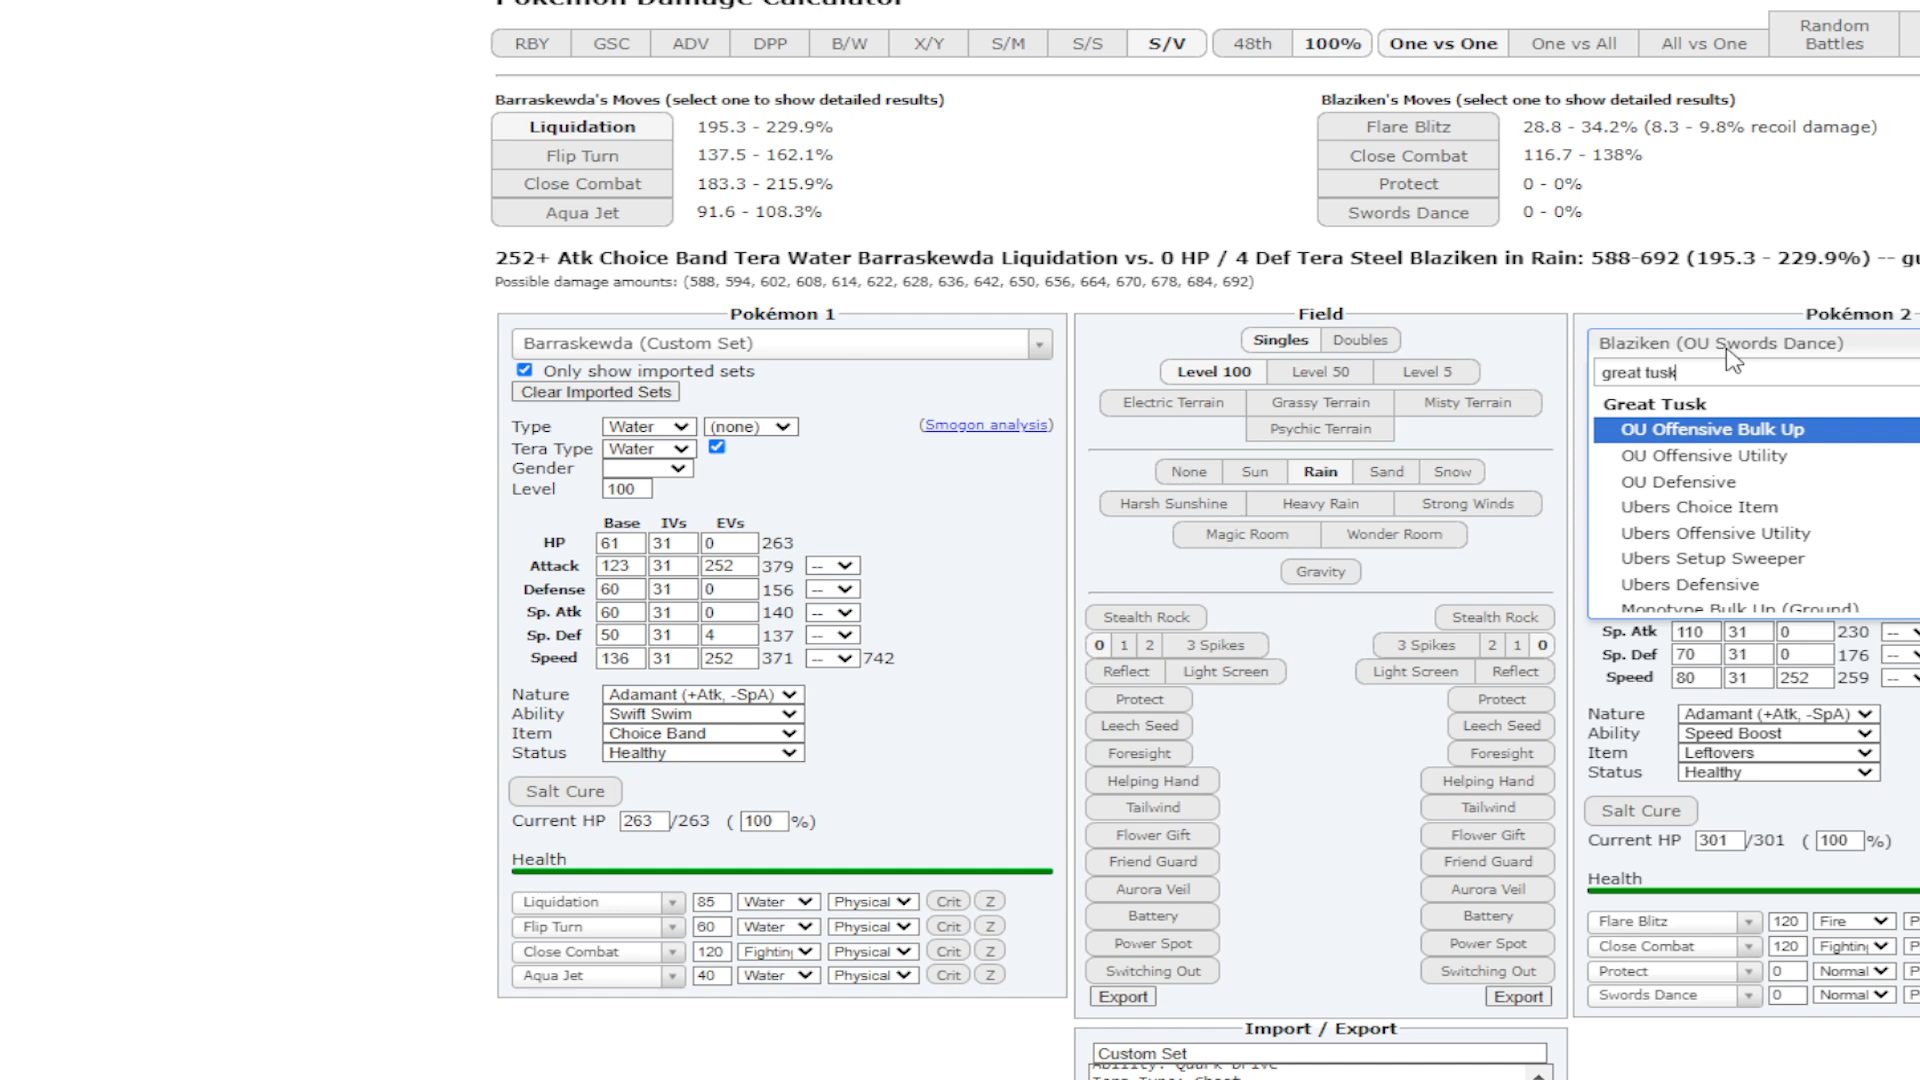 Pokémon Damage Calculator
RBY GSC ADV DPP B/W X/Y S/M S/S S/V 48th 100% One vs One One vs All All vs One Random Battles
Barraskewda's Moves (select one to show detailed results)
Liquidation 195.3 - 229.9%
Flip Turn 137.5 - 162.1%
Close Combat 183.3 - 215.9%
Aqua Jet 91.6 - 108.3%
Blaziken's Moves (select one to show detailed results)
Flare Blitz 28.8 - 34.2% (8.3 - 9.8% recoil damage)
Close Combat 116.7 - 138%
Protect 0 - 0%
Swords Dance 0 - 0%
252+ Atk Choice Band Tera Water Barraskewda Liquidation vs. 0 HP / 4 Def Tera Steel Blaziken in Rain: 588-692 (195.3 - 229.9%) --
Possible damage amounts: (588, 594, 602, 608, 614, 622, 628, 636, 642, 650, 656, 664, 670, 678, 684, 692)
Pokémon 1
Barraskewda (Custom Set)
Only show imported sets
Clear Imported Sets
Type Water (none) (Smogon analysis)
Tera Type Water
Gender
Level 100
Base IVs EVs
HP 61 31 0 263
Attack 123 31 252 379 --
Defense 60 31 0 156 --
Sp. Atk 60 31 0 140 --
Sp. Def 50 31 4 137 --
Speed 136 31 252 371 -- 742
Nature Adamant (+Atk, -SpA)
Ability Swift Swim
Item Choice Band
Status Healthy
Salt Cure
Current HP 263 /263 ( 100 %)
Health
Liquidation 85 Water Physical Crit Z
Flip Turn 60 Water Physical Crit Z
Close Combat 120 Fighting Physical Crit Z
Aqua Jet 40 Water Physical Crit Z
Field
Singles Doubles
Level 100 Level 50 Level 5
Electric Terrain Grassy Terrain Misty Terrain
Psychic Terrain
None Sun Rain Sand Snow
Harsh Sunshine Heavy Rain Strong Winds
Magic Room Wonder Room
Gravity
Stealth Rock Stealth Rock
0 1 2 3 Spikes 3 Spikes 2 1 0
Reflect Light Screen Light Screen Reflect
Protect Protect
Leech Seed Leech Seed
Foresight Foresight
Helping Hand Helping Hand
Tailwind Tailwind
Flower Gift Flower Gift
Friend Guard Friend Guard
Aurora Veil Aurora Veil
Battery Battery
Power Spot Power Spot
Switching Out Switching Out
Export Export
Import / Export
Custom Set
Ability: Quark Drive
Tera Type: Ghost
Pokémon 2
Blaziken (OU Swords Dance)
great tusk
Great Tusk
OU Offensive Bulk Up
OU Offensive Utility
OU Defensive
Ubers Choice Item
Ubers Offensive Utility
Ubers Setup Sweeper
Ubers Defensive
Monotype Bulk Up (Ground)
Sp. Atk 110 31 0 230 --
Sp. Def 70 31 0 176 --
Speed 80 31 252 259 --
Nature Adamant (+Atk, -SpA)
Ability Speed Boost
Item Leftovers
Status Healthy
Salt Cure
Current HP 301 /301 ( 100 %)
Health
Flare Blitz 120 Fire
Close Combat 120 Fighting
Protect 0 Normal
Swords Dance 0 Normal